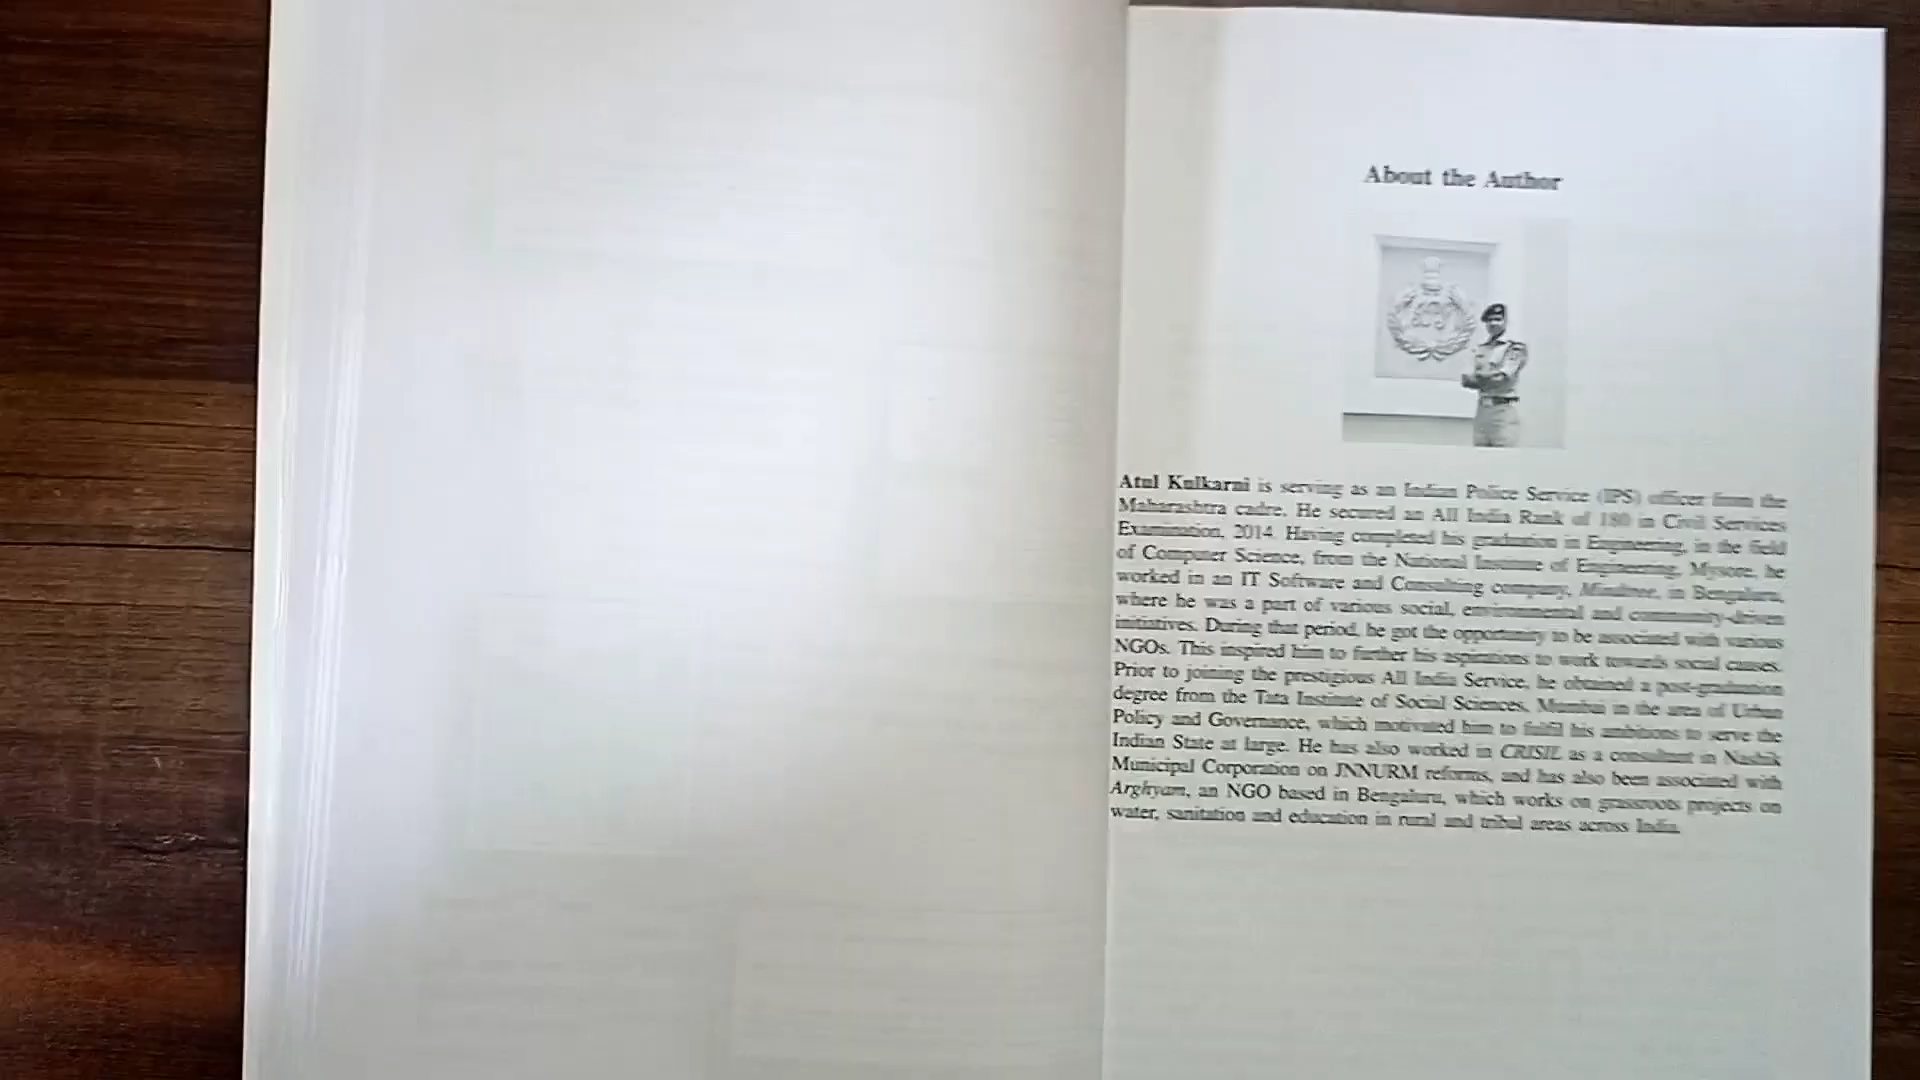 About the Author
Atul Kulkarni is serving as an Indian Police Service (IPS) officer from the
Maharashtra cadre. He secured an All India Rank of 180 in Civil Services
Examination, 2014. Having completed his graduation in Engineering, in the field
of Computer Science, from the National Institute of Engineering, Mysore, he
worked in an IT Software and Consulting company, Mindtree, in Bengaluru,
where he was a part of various social, environmental and community-driven
initiatives. During that period, he got the opportunity to be associated with various
NGOs. This inspired him to further his aspirations to work towards social causes.
Prior to joining the prestigious All India Service, he obtained a post-graduation
degree from the Tata Institute of Social Sciences, Mumbai in the area of Urban
Policy and Governance, which motivated him to fulfil his ambitions to serve the
Indian State at large. He has also worked in CRISIL as a consultant in Nashik
Municipal Corporation on JNNURM reforms, and has also been associated with
Arghyam, an NGO based in Bengaluru, which works on grassroots projects on
water, sanitation and education in rural and tribal areas across India.